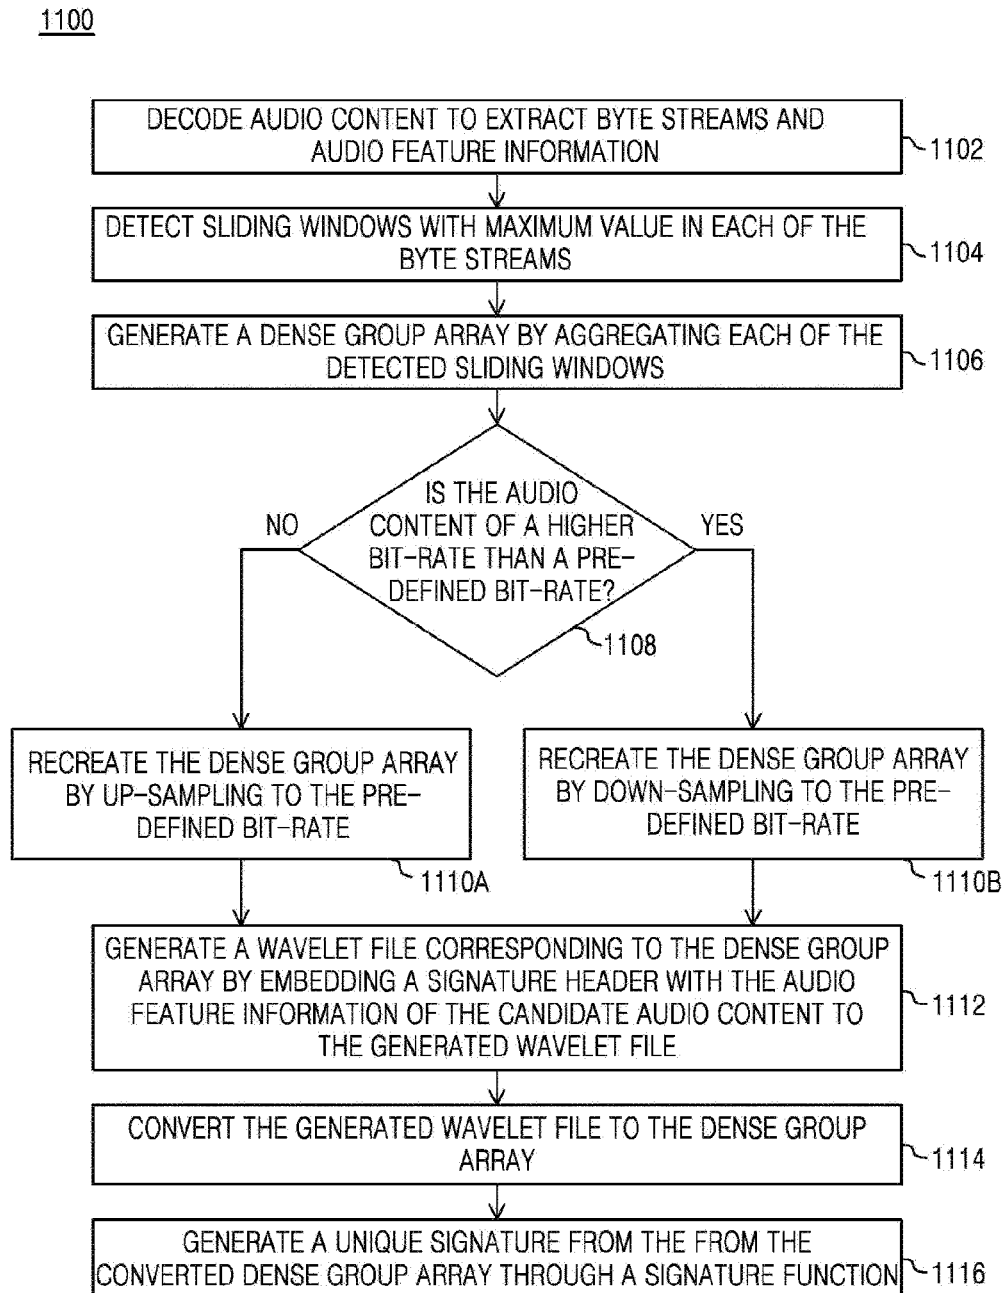 1100
DECODE AUDIO CONTENT TO EXTRACT BYTE STREAMS AND
AUDIO FEATURE INFORMATION
1102
DETECT SLIDING WINDOWS WITH MAXIMUM VALUE IN EACH OF THE
BYTE STREAMS
1104
GENERATE A DENSE GROUP ARRAY BY AGGREGATING EACH OF THE
DETECTED SLIDING WINDOWS
1106
IS THE AUDIO
CONTENT OF A HIGHER
BIT-RATE THAN A PRE-
DEFINED BIT-RATE?
NO
YES
1108
RECREATE THE DENSE GROUP ARRAY
BY UP-SAMPLING TO THE PRE-
DEFINED BIT-RATE
1110A
RECREATE THE DENSE GROUP ARRAY
BY DOWN-SAMPLING TO THE PRE-
DEFINED BIT-RATE
1110B
GENERATE A WAVELET FILE CORRESPONDING TO THE DENSE GROUP
ARRAY BY EMBEDDING A SIGNATURE HEADER WITH THE AUDIO
FEATURE INFORMATION OF THE CANDIDATE AUDIO CONTENT TO
THE GENERATED WAVELET FILE
1112
CONVERT THE GENERATED WAVELET FILE TO THE DENSE GROUP
ARRAY
1114
GENERATE A UNIQUE SIGNATURE FROM THE FROM THE
CONVERTED DENSE GROUP ARRAY THROUGH A SIGNATURE FUNCTION
1116